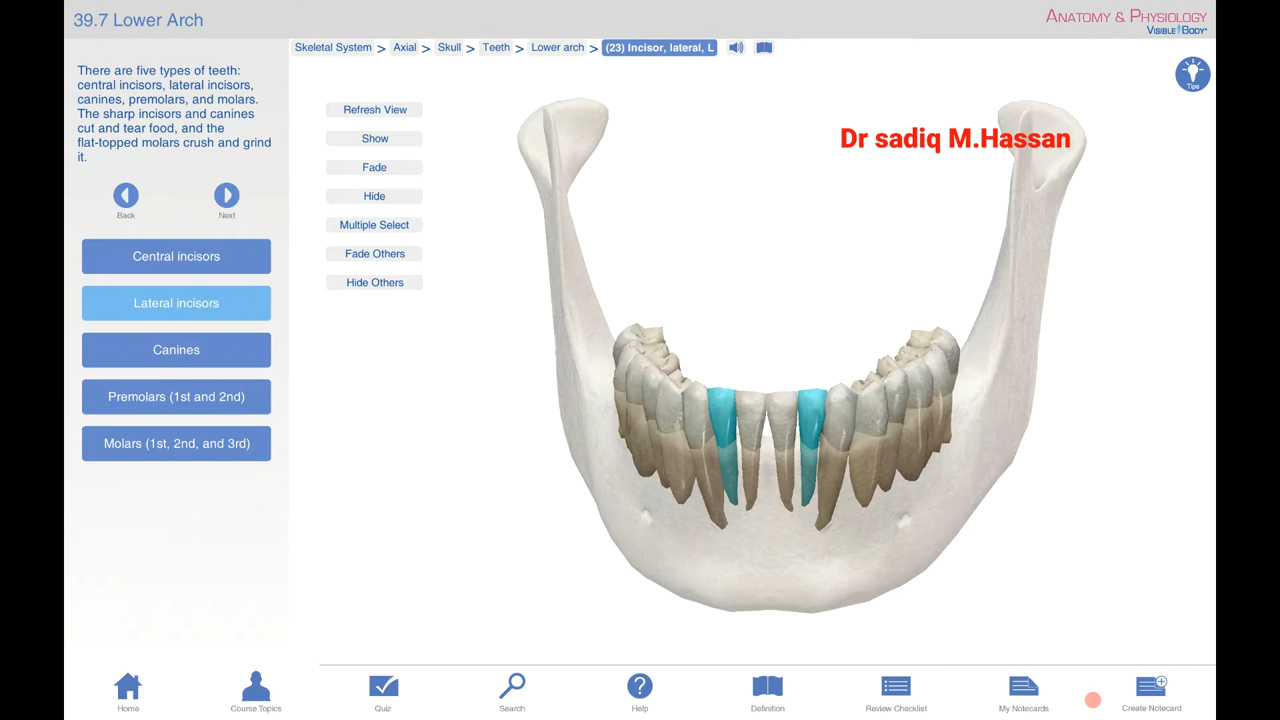 39.7 Lower Arch
ANATOMY & PHYSIOLOGY
VISIBLE BODY®
Skeletal System > Axial > Skull > Teeth > Lower arch > (23) Incisor, lateral, L
Tips
There are five types of teeth:
central incisors, lateral incisors,
canines, premolars, and molars.
The sharp incisors and canines
cut and tear food, and the
flat-topped molars crush and grind
it.
Back
Next
Central incisors
Lateral incisors
Canines
Premolars (1st and 2nd)
Molars (1st, 2nd, and 3rd)
Refresh View
Show
Fade
Hide
Multiple Select
Fade Others
Hide Others
Dr sadiq M.Hassan
Home
Course Topics
Quiz
Search
Help
Definition
Review Checklist
My Notecards
Create Notecard